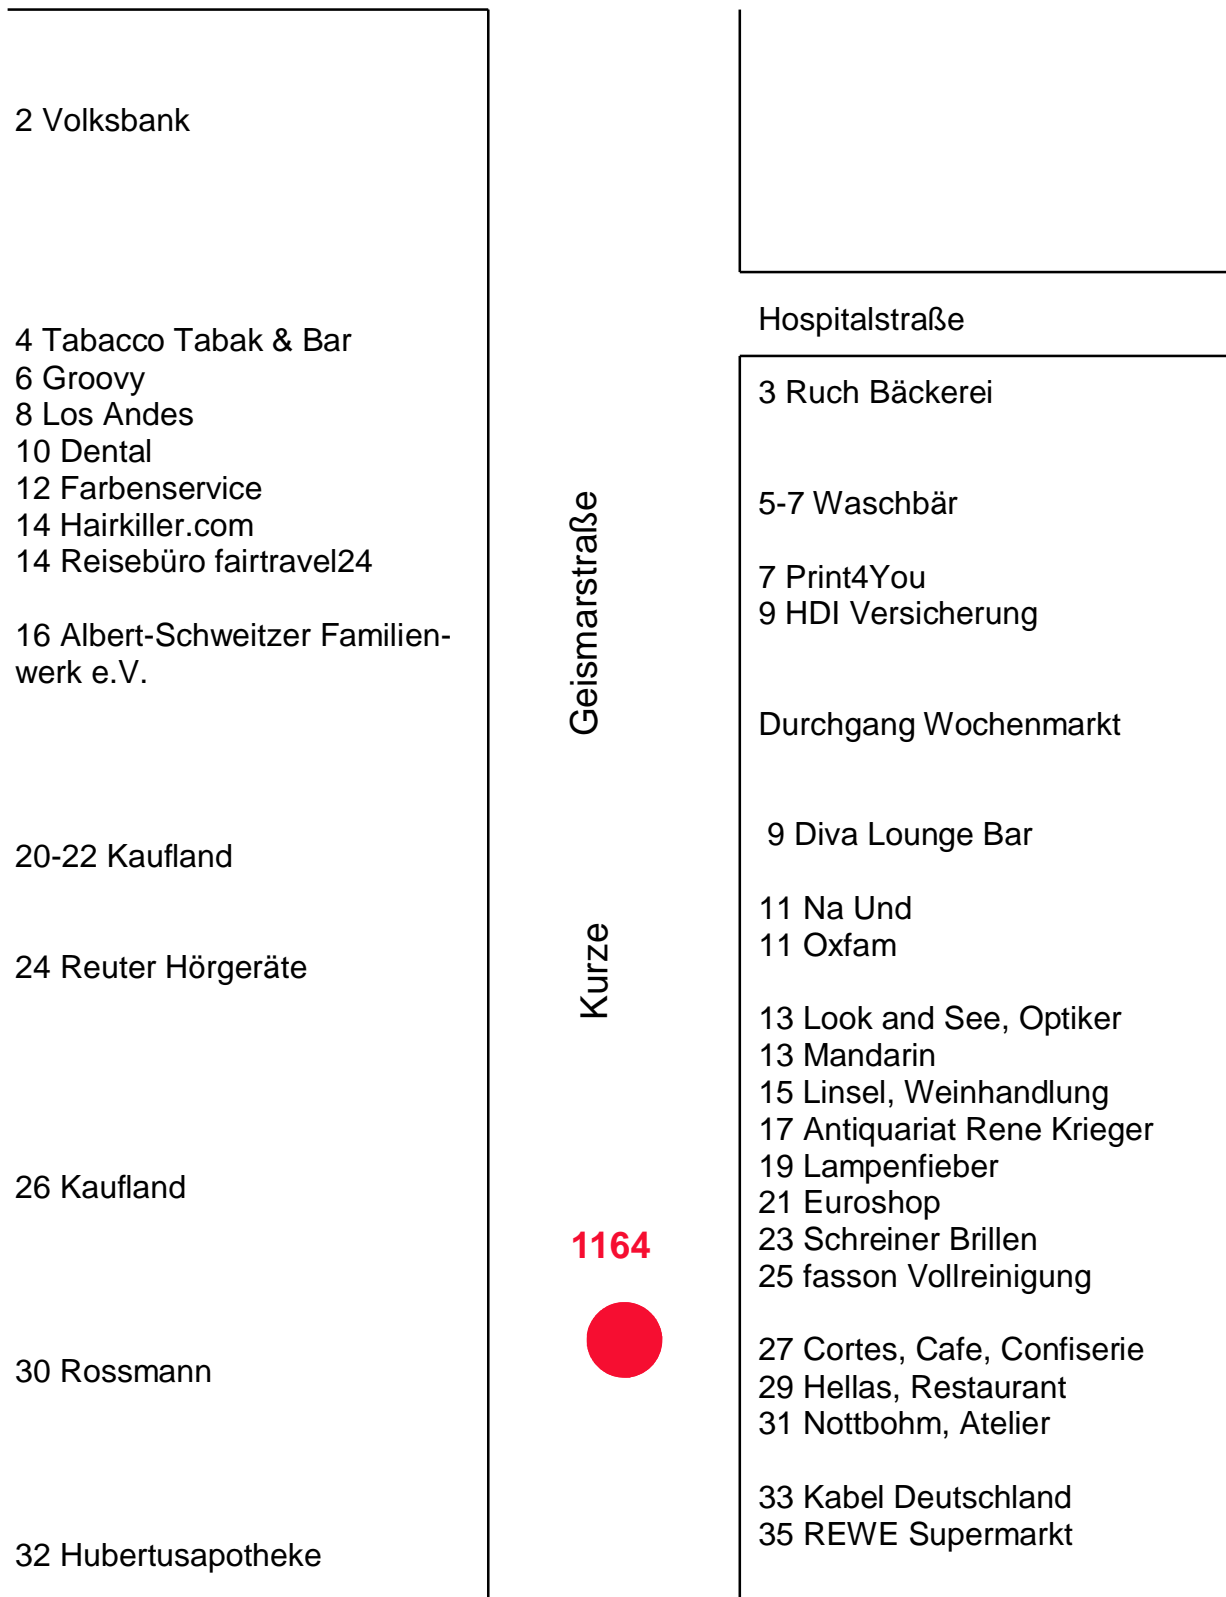 2 Volksbank
4 Tabacco Tabak & Bar
6 Groovy
8 Los Andes
10 Dental
12 Farbenservice
14 Hairkiller.com
14 Reisebüro fairtravel24
16 Albert-Schweitzer Familien-
werk e.V.
20-22 Kaufland
24 Reuter Hörgeräte
26 Kaufland
30 Rossmann
32 Hubertusapotheke
Kurze Geismarstraße
1164
Hospitalstraße
3 Ruch Bäckerei
5-7 Waschbär
7 Print4You
9 HDI Versicherung
Durchgang Wochenmarkt
9 Diva Lounge Bar
11 Na Und
11 Oxfam
13 Look and See, Optiker
13 Mandarin
15 Linsel, Weinhandlung
17 Antiquariat Rene Krieger
19 Lampenfieber
21 Euroshop
23 Schreiner Brillen
25 fasson Vollreinigung
27 Cortes, Cafe, Confiserie
29 Hellas, Restaurant
31 Nottbohm, Atelier
33 Kabel Deutschland
35 REWE Supermarkt